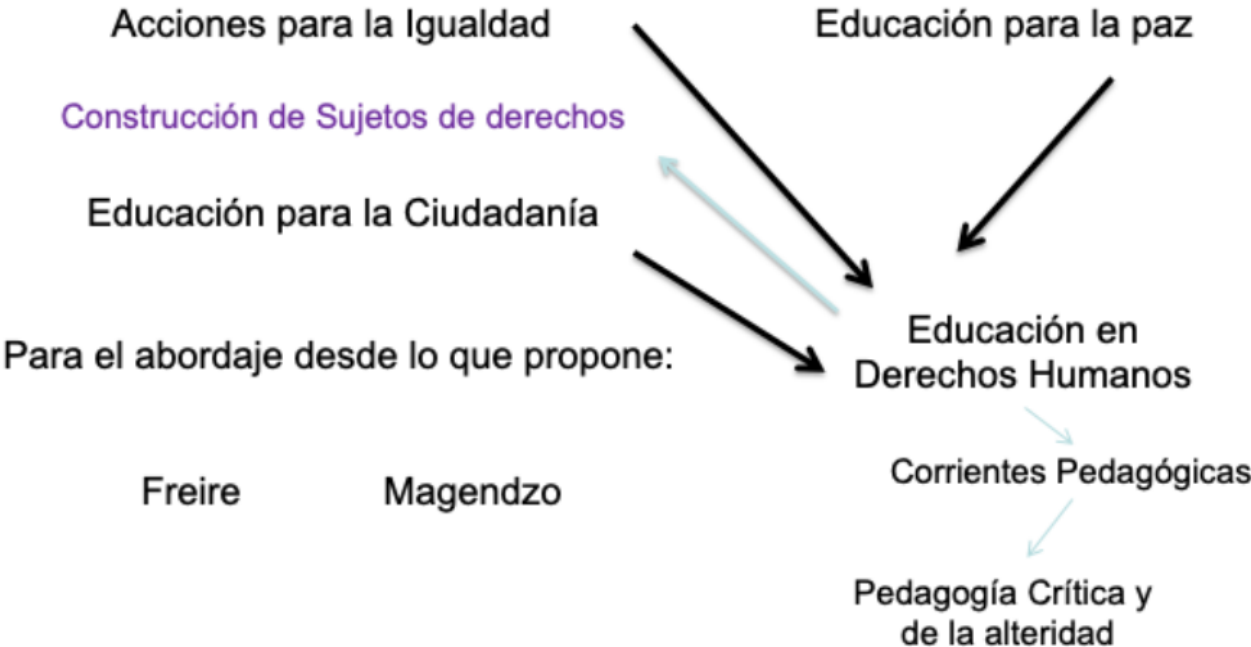 Acciones para la Igualdad
Educación para la paz
Construcción de Sujetos de derechos
Educación para la Ciudadanía
Para el abordaje desde lo que propone:
Educación en
Derechos Humanos
Freire
Magendzo
Corrientes Pedagógicas
Pedagogía Crítica y
de la alteridad